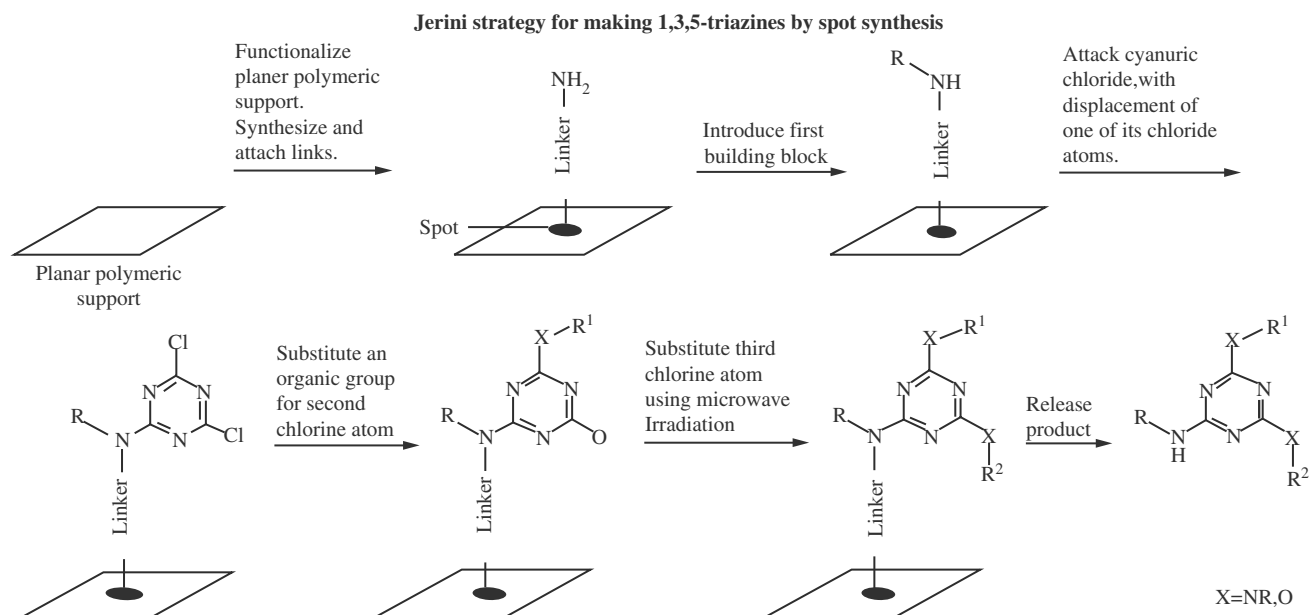 Jerini strategy for making 1,3,5-triazines by spot synthesis
Functionalize
planer polymeric
support.
Synthesize and
attach links.
Planar polymeric
support
NH2
Linker
Spot
Introduce first
building block
R
NH
Linker
Attack cyanuric
chloride,with
displacement of
one of its chloride
atoms.
Cl
N
N
R
N
N
Cl
Linker
Substitute an
organic group
for second
chlorine atom
X
R1
N
N
R
N
N
O
Linker
Substitute third
chlorine atom
using microwave
Irradiation
X
R1
N
N
R
N
N
X
R2
Linker
Release
product
X
R1
N
N
R
N
H
N
X
R2
X=NR,O